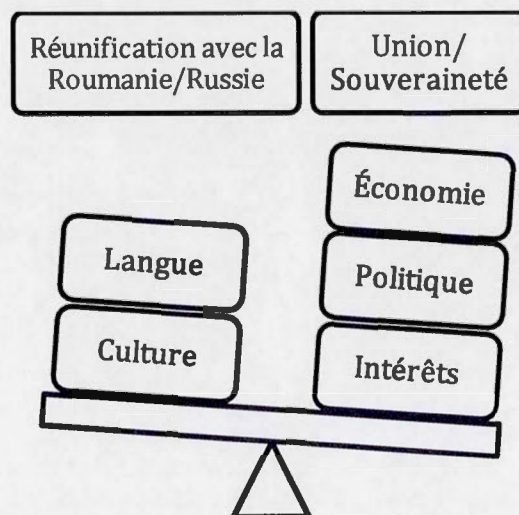 Réunification avec la
Roumanie/Russie
Union/
Souveraineté
Économie
Langue
Politique
Culture
Intérêts